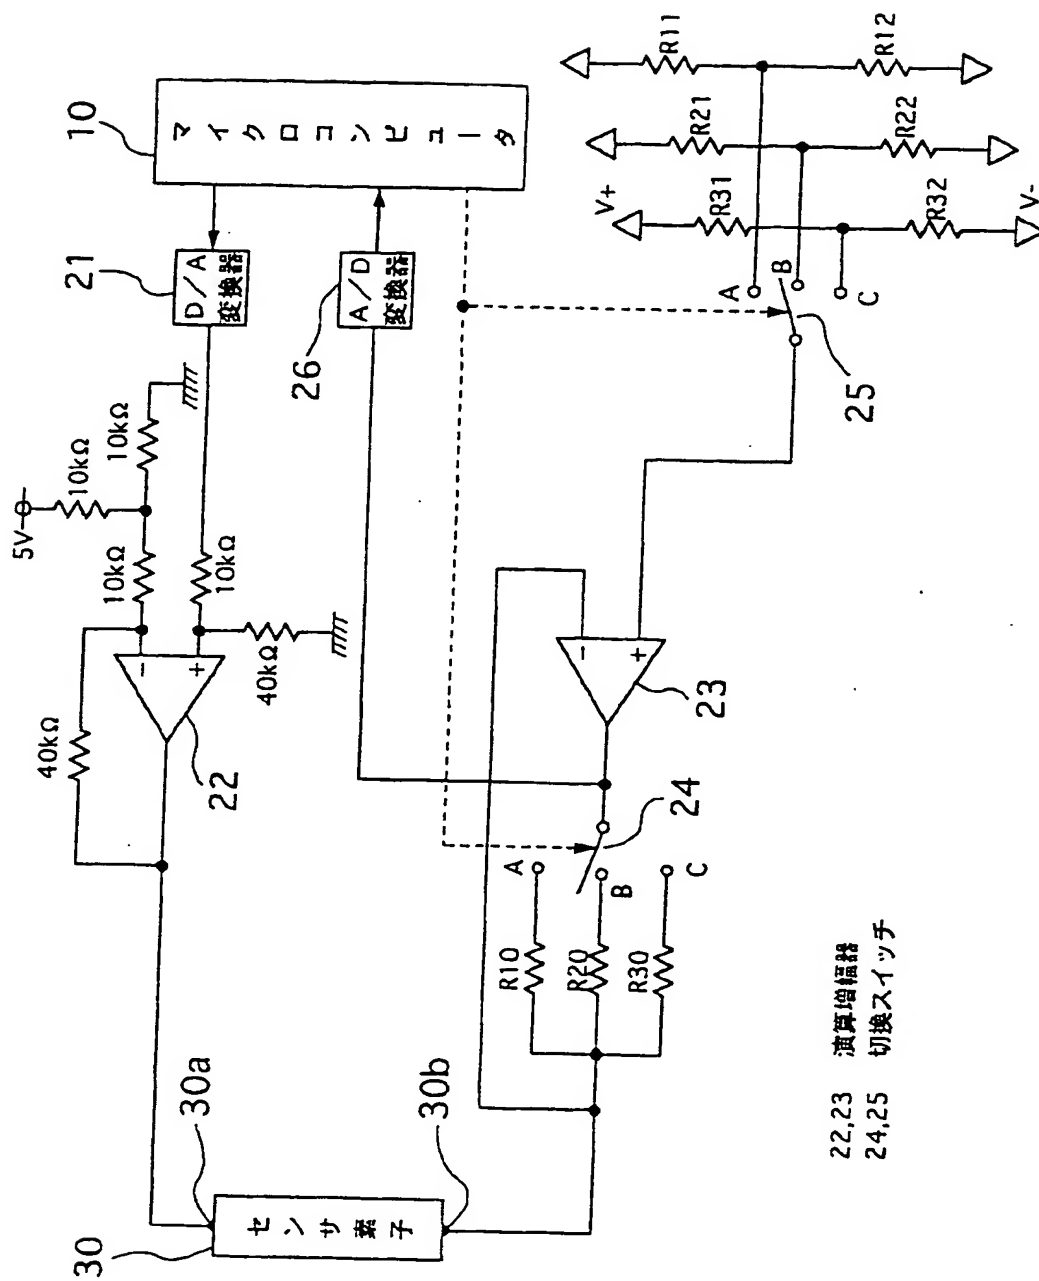 10
マイクロコンピュータ
21
D/A
変換器
26
A/D
変換器
5V
10kΩ
10kΩ
10kΩ
10kΩ
40kΩ
40kΩ
−
+
22
R11
R12
R21
R22
V+
R31
R32
V-
A
B
C
25
−
+
23
24
A
B
C
R10
R20
R30
30
30a
センサ素子
30b
22,23 演算増幅器
24,25 切換スイッチ